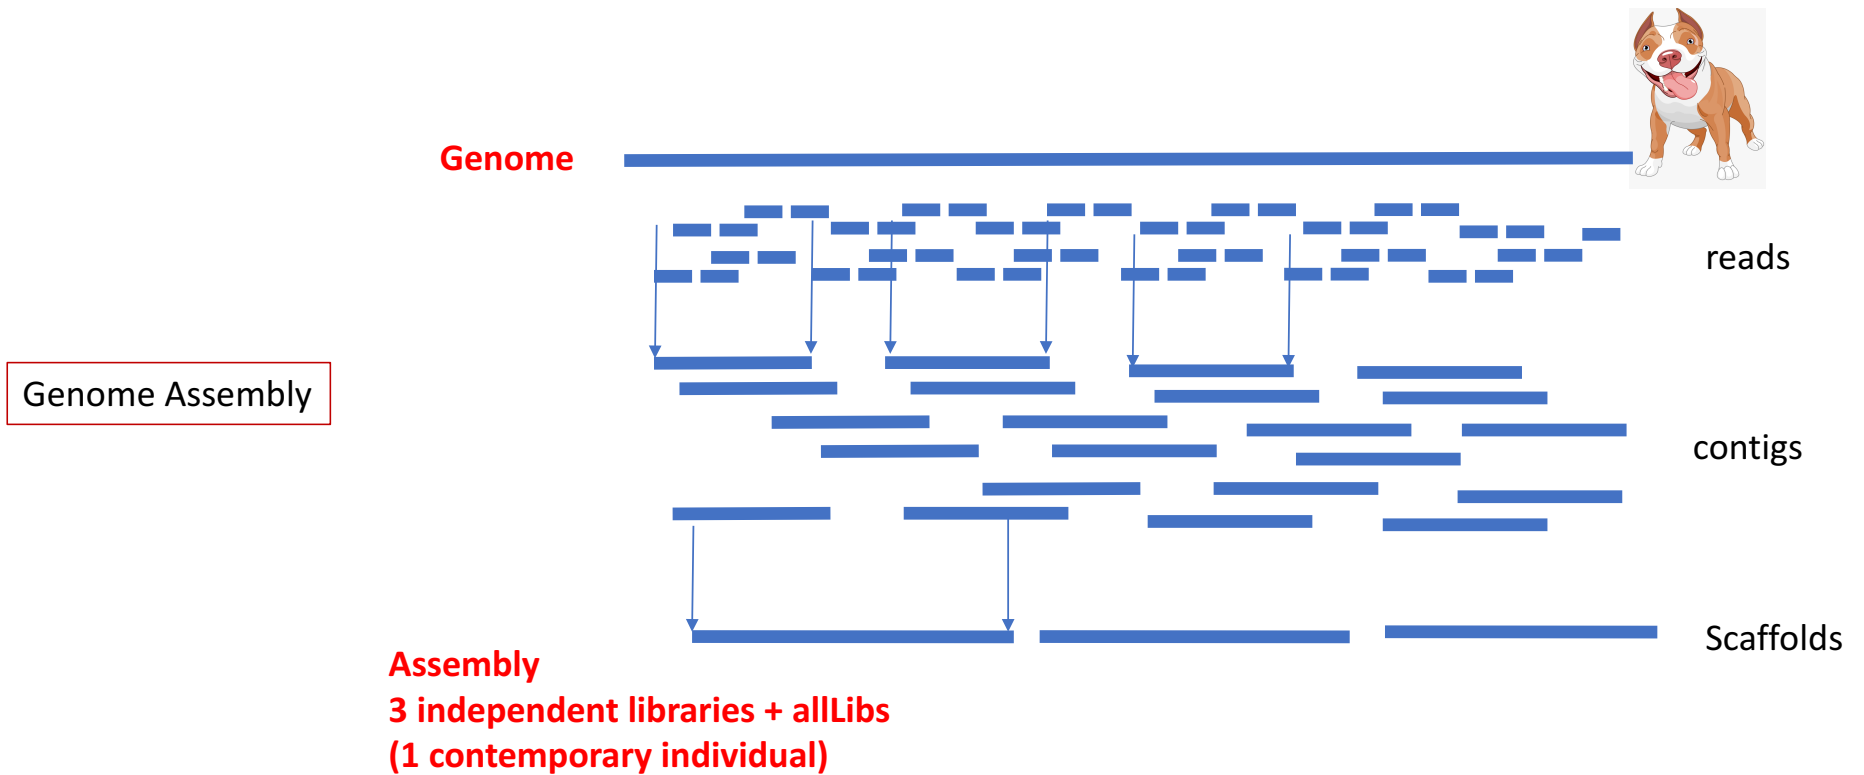 Genome
reads
Genome Assembly
contigs
Scaffolds
Assembly
3 independent libraries + allLibs
(1 contemporary individual)